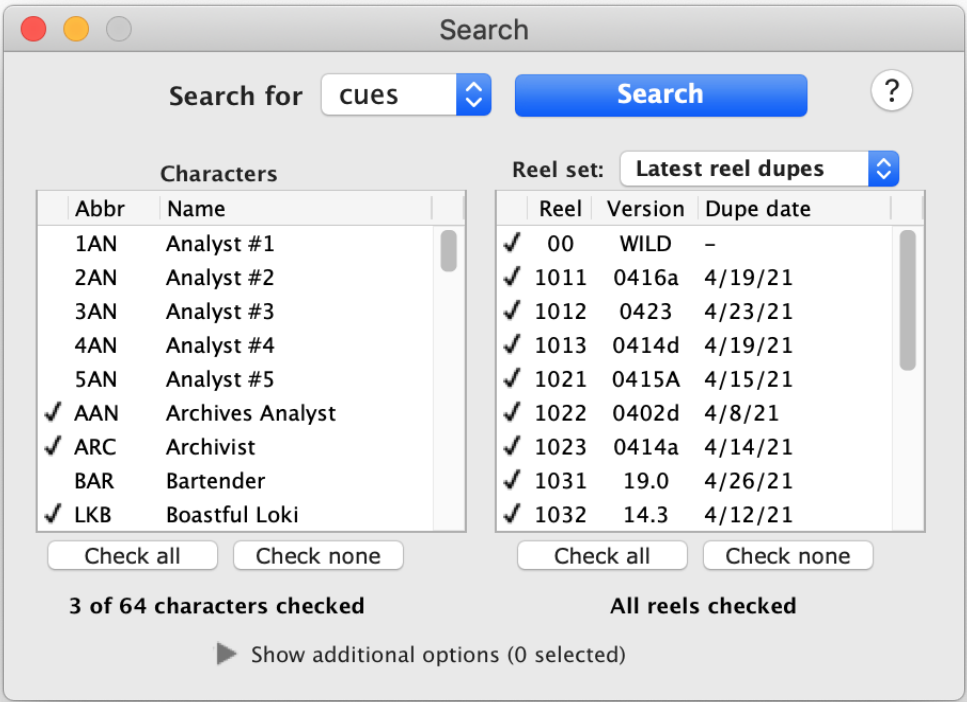 Search
Search for cues Search ?
Characters
Abbr Name
1AN Analyst #1
2AN Analyst #2
3AN Analyst #3
4AN Analyst #4
5AN Analyst #5
✓ AAN Archives Analyst
✓ ARC Archivist
BAR Bartender
✓ LKB Boastful Loki
Check all Check none
3 of 64 characters checked
Reel set: Latest reel dupes
Reel Version Dupe date
✓ 00 WILD –
✓ 1011 0416a 4/19/21
✓ 1012 0423 4/23/21
✓ 1013 0414d 4/19/21
✓ 1021 0415A 4/15/21
✓ 1022 0402d 4/8/21
✓ 1023 0414a 4/14/21
✓ 1031 19.0 4/26/21
✓ 1032 14.3 4/12/21
Check all Check none
All reels checked
Show additional options (0 selected)